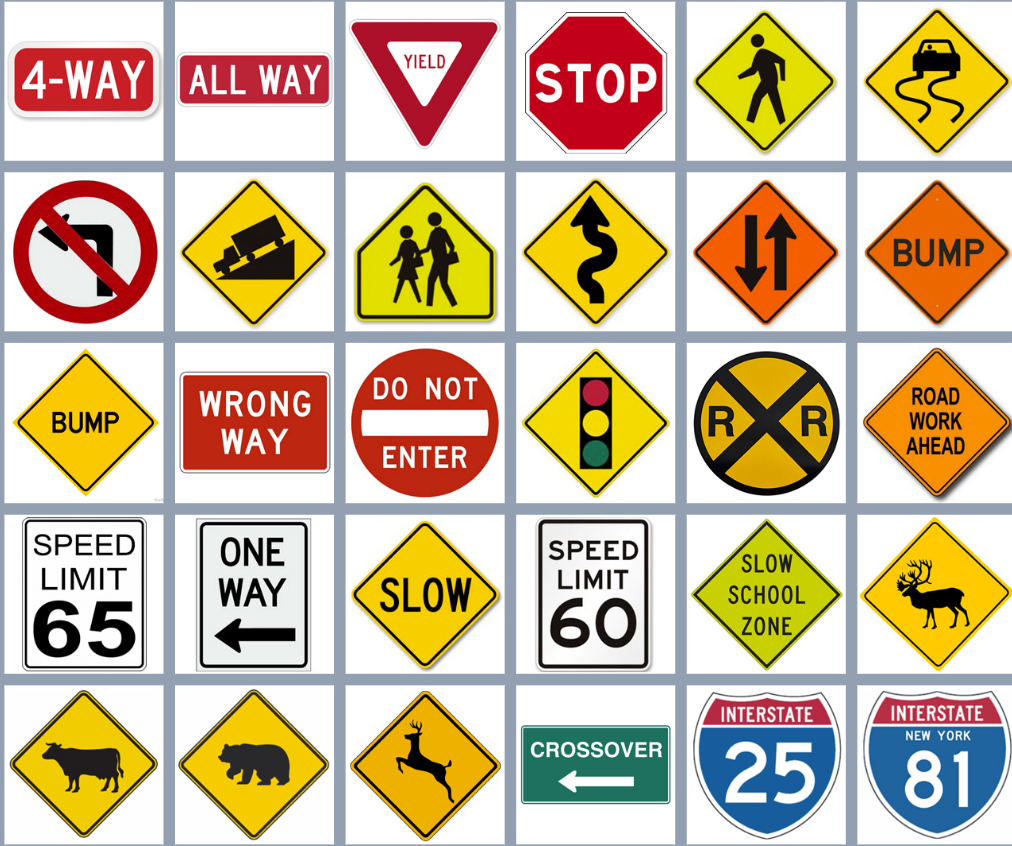 4-WAY
ALL WAY
YIELD
STOP
BUMP
BUMP
WRONG
WAY
DO NOT
ENTER
R R
ROAD
WORK
AHEAD
SPEED
LIMIT
65
ONE
WAY
SLOW
SPEED
LIMIT
60
SLOW
SCHOOL
ZONE
CROSSOVER
INTERSTATE
25
INTERSTATE
NEW YORK
81